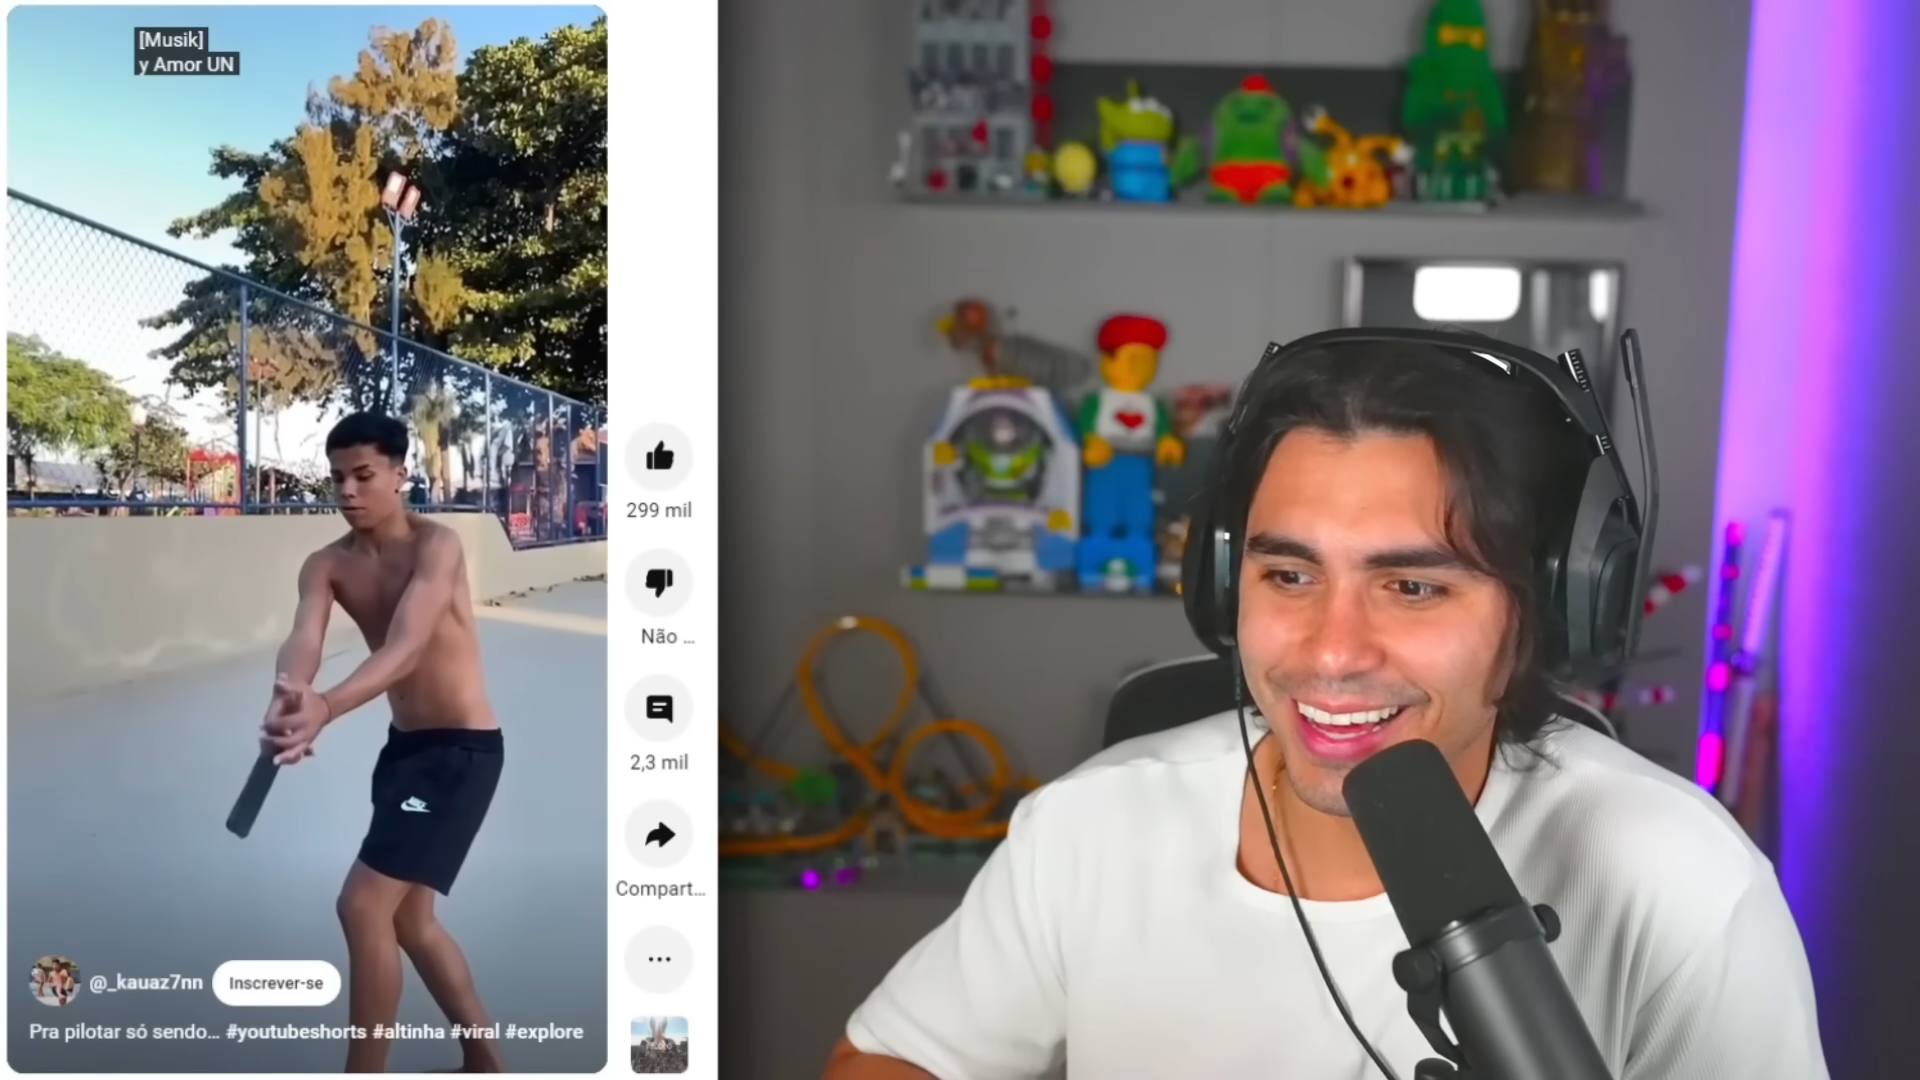 [Musik]
y Amor UN
299 mil
Não ...
2,3 mil
Compart...
@_kauaz7nn
Inscrever-se
Pra pilotar só sendo... #youtubeshorts #altinha #viral #explore